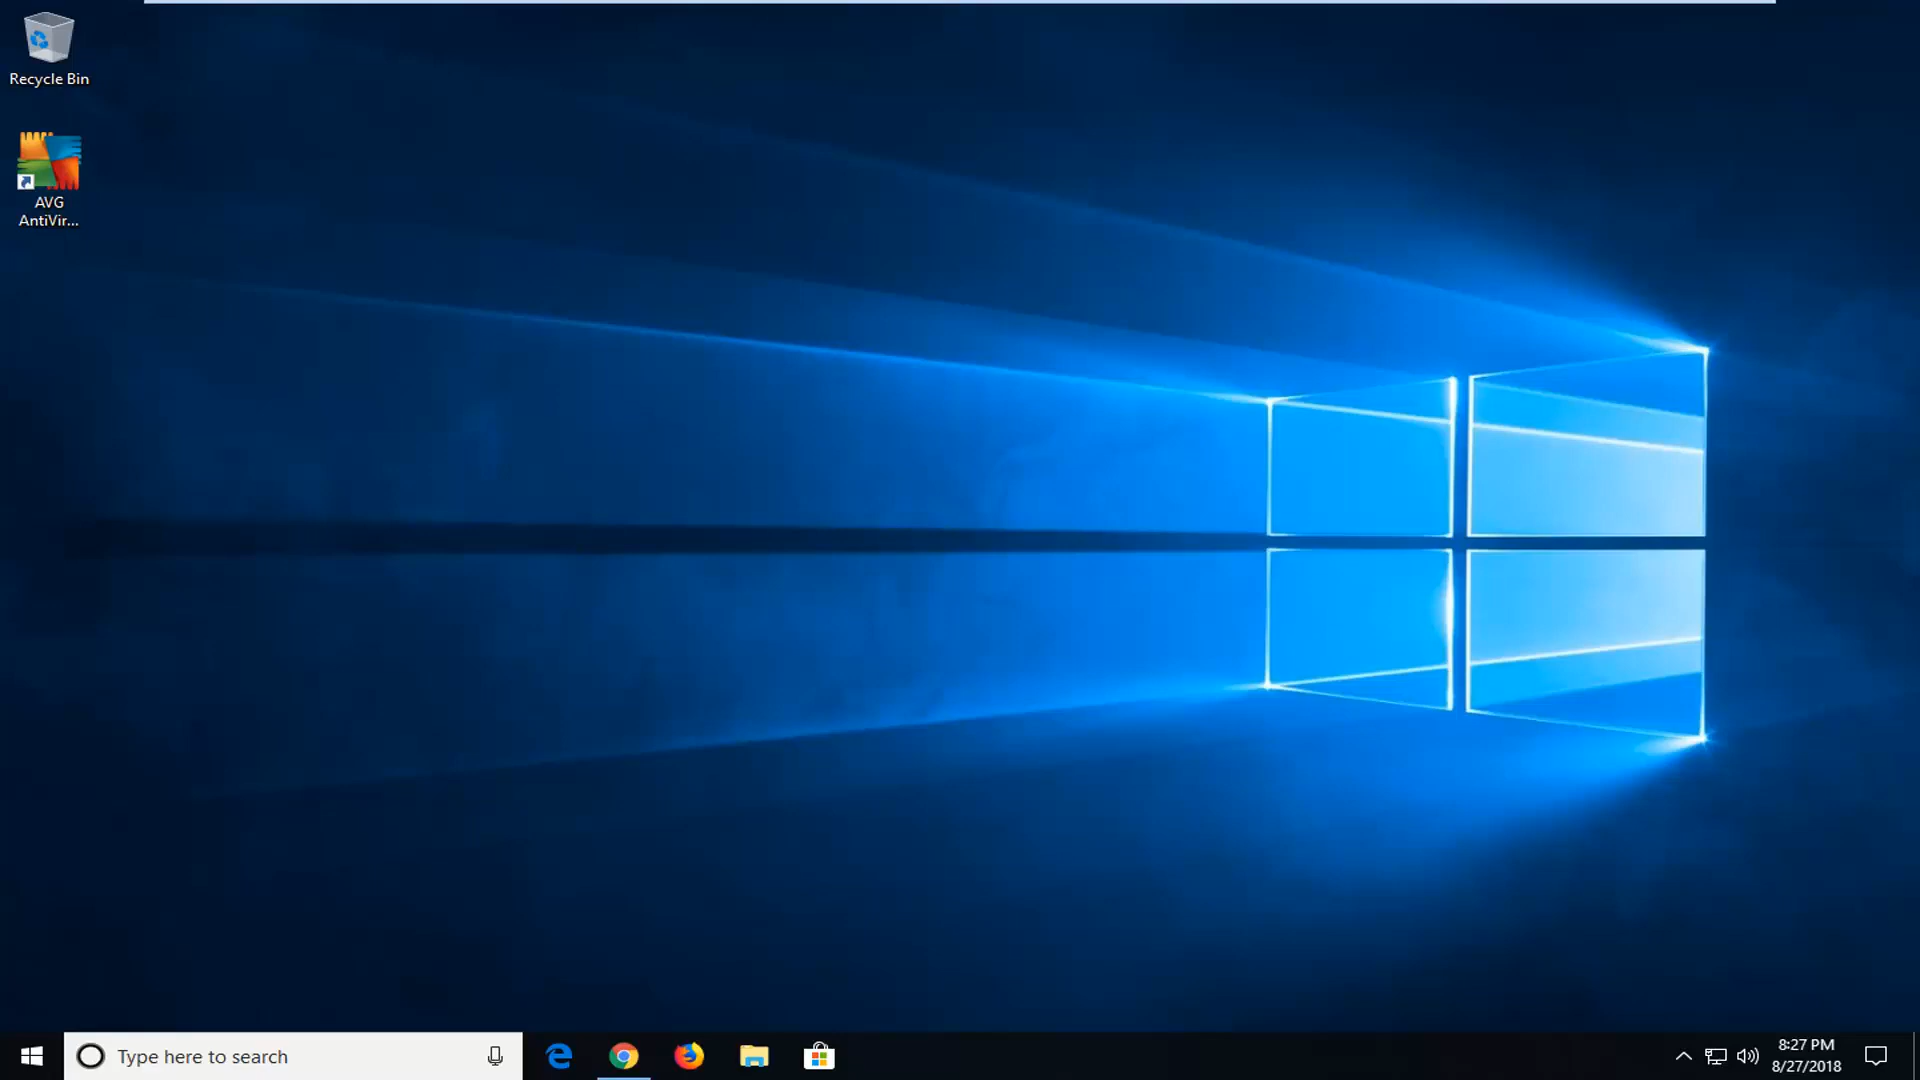 Recycle Bin
AVG
AntiVir...
Type here to search
8:27 PM
8/27/2018